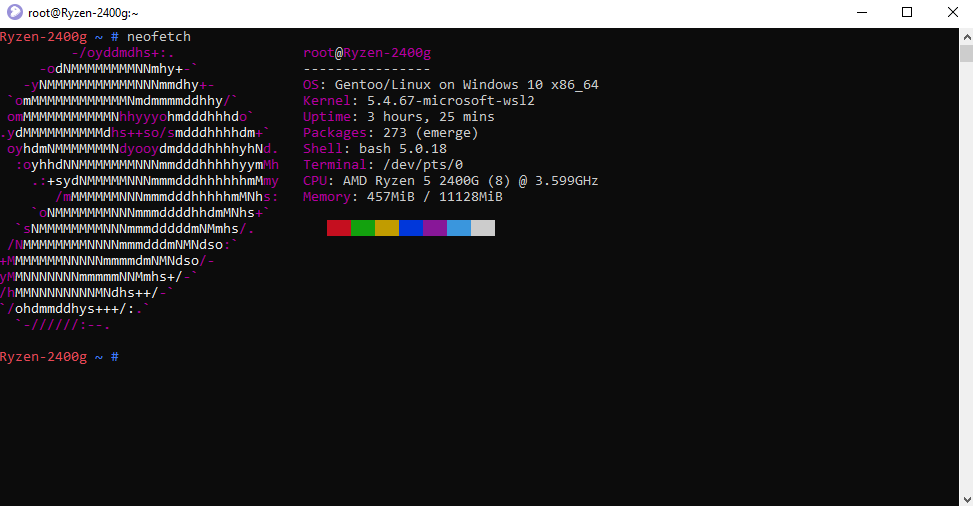 root@Ryzen-2400g:~
Ryzen-2400g ~ # neofetch
         -/oyddmdhs+:.                root@Ryzen-2400g
     -odNMMMMMMMMNNmhy+-`             ----------------
   -yNMMMMMMMMMMMNNNmmdhy+-           OS: Gentoo/Linux on Windows 10 x86_64
 `omMMMMMMMMMMMMNmdmmmmddhhy/`        Kernel: 5.4.67-microsoft-wsl2
 omMMMMMMMMMMMNhhyyyohmdddhhhdo`      Uptime: 3 hours, 25 mins
.ydMMMMMMMMMMdhs++so/smdddhhhhdm+`    Packages: 273 (emerge)
 oyhdmNMMMMMMMNdyooydmddddhhhhyhNd.   Shell: bash 5.0.18
  :oyhhdNNMMMMMMMNNNmmdddhhhhhyymMh   Terminal: /dev/pts/0
    .:+sydNMMMMMNNNmmmdddhhhhhhmMmy   CPU: AMD Ryzen 5 2400G (8) @ 3.599GHz
       /mMMMMMMNNNmmmdddhhhhhmMNhs:   Memory: 457MiB / 11128MiB
    `oNMMMMMMMNNNmmmddddhhdmMNhs+`
  `sNMMMMMMMMNNNmmmdddddmNMmhs/.
 /NMMMMMMMMNNNNmmmdddmNMNdso:`
+MMMMMMMNNNNNmmmmdmNMNdso/-
yMMNNNNNNNmmmmmNNMmhs+/-`
/hMMNNNNNNNNMNdhs++/-`
`/ohdmmddhys+++/:.`
  `-//////:--.
Ryzen-2400g ~ #